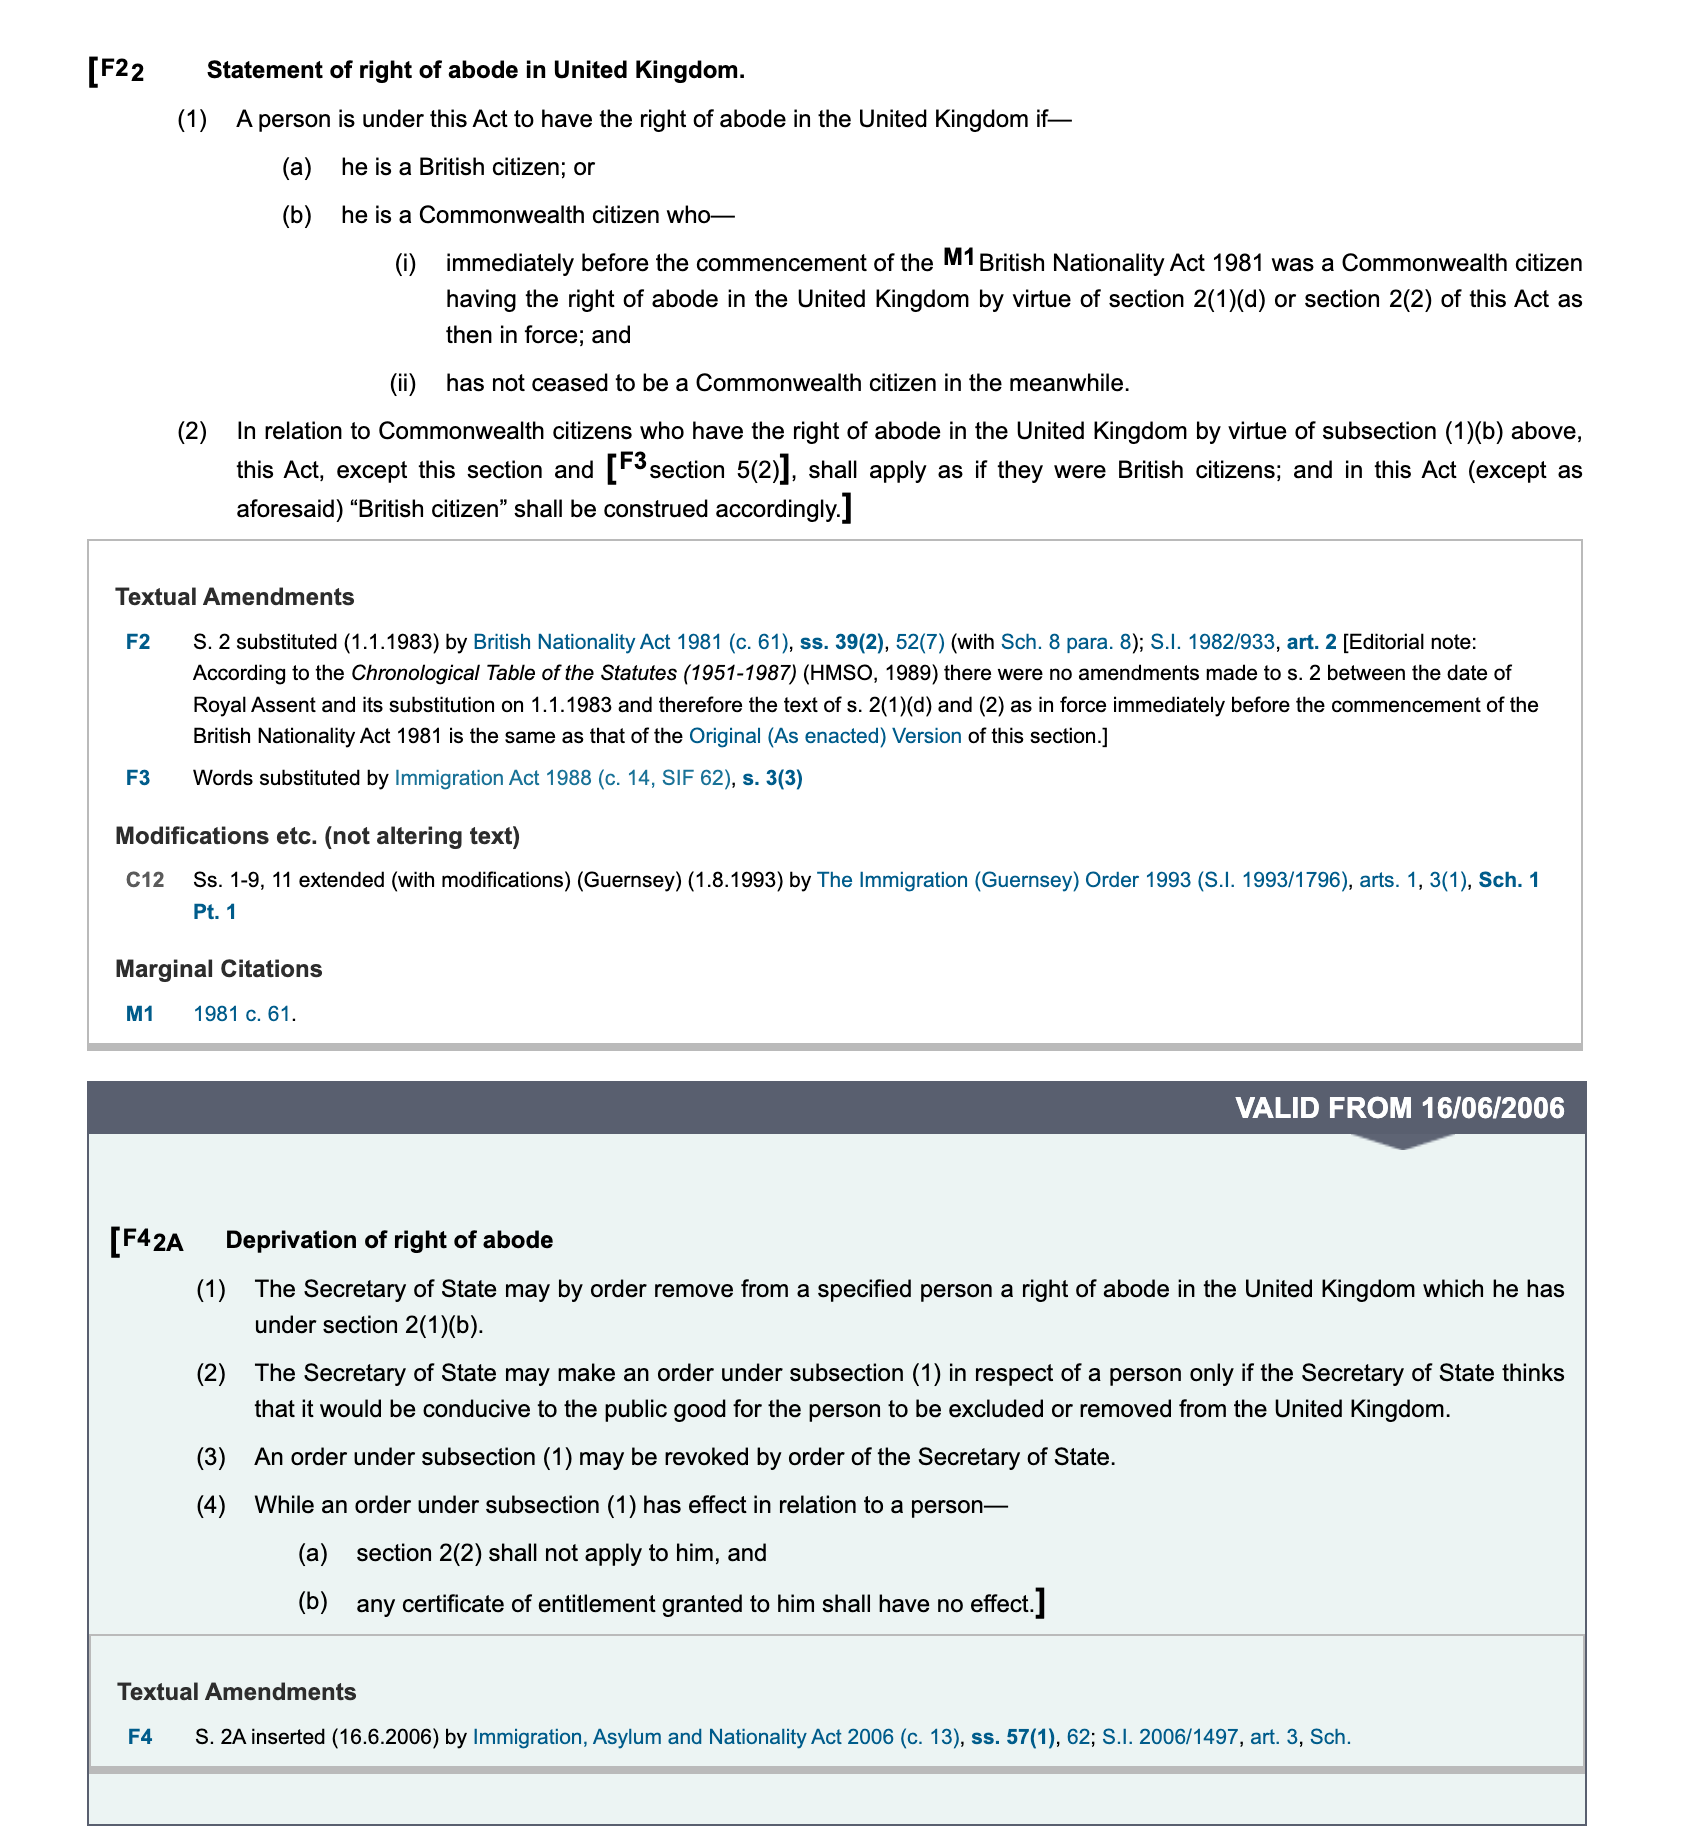 [F2 2 Statement of right of abode in United Kingdom.
(1) A person is under this Act to have the right of abode in the United Kingdom if—
(a) he is a British citizen; or
(b) he is a Commonwealth citizen who—
(i) immediately before the commencement of the M1 British Nationality Act 1981 was a Commonwealth citizen
having the right of abode in the United Kingdom by virtue of section 2(1)(d) or section 2(2) of this Act as
then in force; and
(ii) has not ceased to be a Commonwealth citizen in the meanwhile.
(2) In relation to Commonwealth citizens who have the right of abode in the United Kingdom by virtue of subsection (1)(b) above,
this Act, except this section and [F3 section 5(2)], shall apply as if they were British citizens; and in this Act (except as
aforesaid) “British citizen” shall be construed accordingly.]
Textual Amendments
F2 S. 2 substituted (1.1.1983) by British Nationality Act 1981 (c. 61), ss. 39(2), 52(7) (with Sch. 8 para. 8); S.I. 1982/933, art. 2 [Editorial note:
According to the Chronological Table of the Statutes (1951-1987) (HMSO, 1989) there were no amendments made to s. 2 between the date of
Royal Assent and its substitution on 1.1.1983 and therefore the text of s. 2(1)(d) and (2) as in force immediately before the commencement of the
British Nationality Act 1981 is the same as that of the Original (As enacted) Version of this section.]
F3 Words substituted by Immigration Act 1988 (c. 14, SIF 62), s. 3(3)
Modifications etc. (not altering text)
C12 Ss. 1-9, 11 extended (with modifications) (Guernsey) (1.8.1993) by The Immigration (Guernsey) Order 1993 (S.I. 1993/1796), arts. 1, 3(1), Sch. 1
Pt. 1
Marginal Citations
M1 1981 c. 61.
VALID FROM 16/06/2006
[F4 2A Deprivation of right of abode
(1) The Secretary of State may by order remove from a specified person a right of abode in the United Kingdom which he has
under section 2(1)(b).
(2) The Secretary of State may make an order under subsection (1) in respect of a person only if the Secretary of State thinks
that it would be conducive to the public good for the person to be excluded or removed from the United Kingdom.
(3) An order under subsection (1) may be revoked by order of the Secretary of State.
(4) While an order under subsection (1) has effect in relation to a person—
(a) section 2(2) shall not apply to him, and
(b) any certificate of entitlement granted to him shall have no effect.]
Textual Amendments
F4 S. 2A inserted (16.6.2006) by Immigration, Asylum and Nationality Act 2006 (c. 13), ss. 57(1), 62; S.I. 2006/1497, art. 3, Sch.